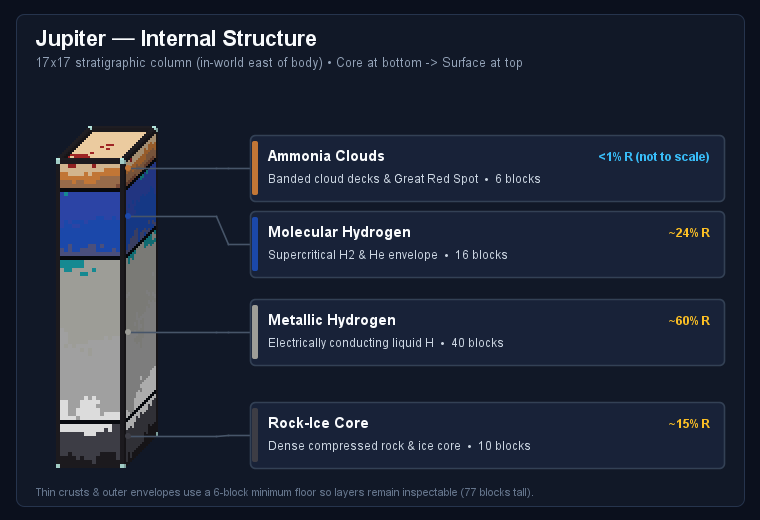 Jupiter — Internal Structure
17x17 stratigraphic column (in-world east of body) • Core at bottom -> Surface at top
Ammonia Clouds
<1% R (not to scale)
Banded cloud decks & Great Red Spot • 6 blocks
Molecular Hydrogen
~24% R
Supercritical H2 & He envelope • 16 blocks
Metallic Hydrogen
~60% R
Electrically conducting liquid H • 40 blocks
Rock-Ice Core
~15% R
Dense compressed rock & ice core • 10 blocks
Thin crusts & outer envelopes use a 6-block minimum floor so layers remain inspectable (77 blocks tall).